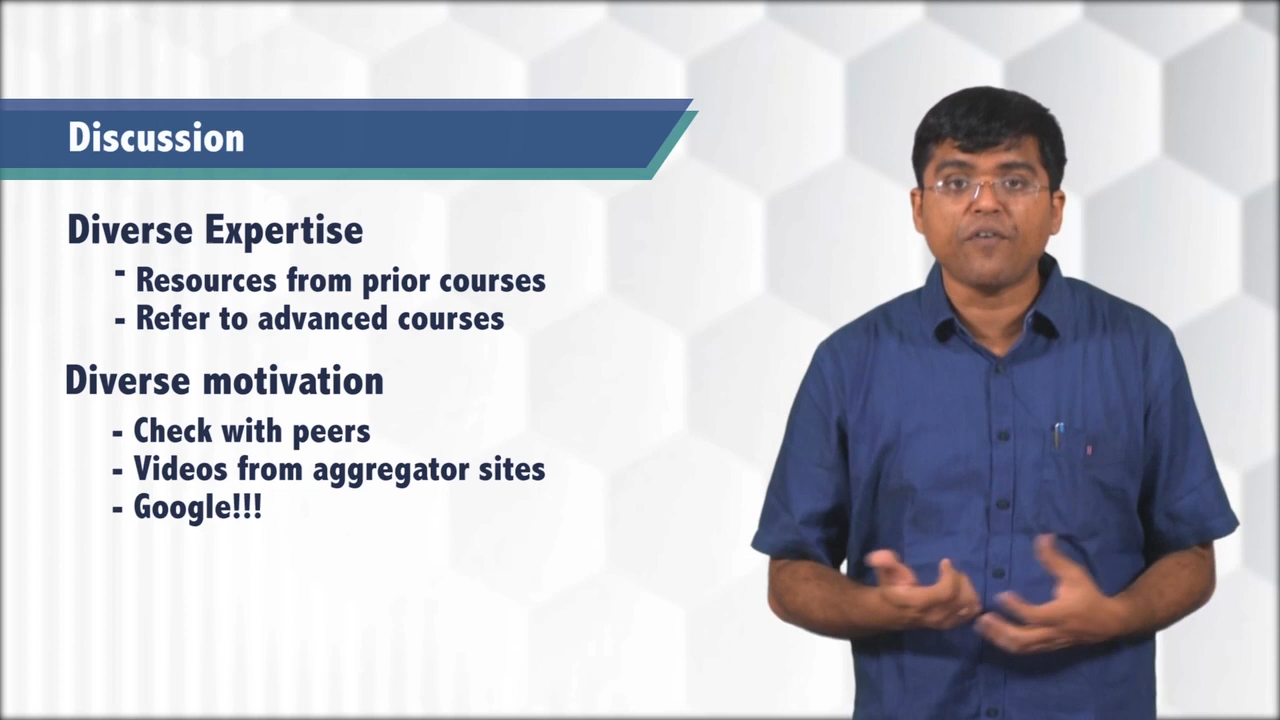 Discussion
Diverse Expertise
- Resources from prior courses
- Refer to advanced courses
Diverse motivation
- Check with peers
- Videos from aggregator sites
- Google!!!